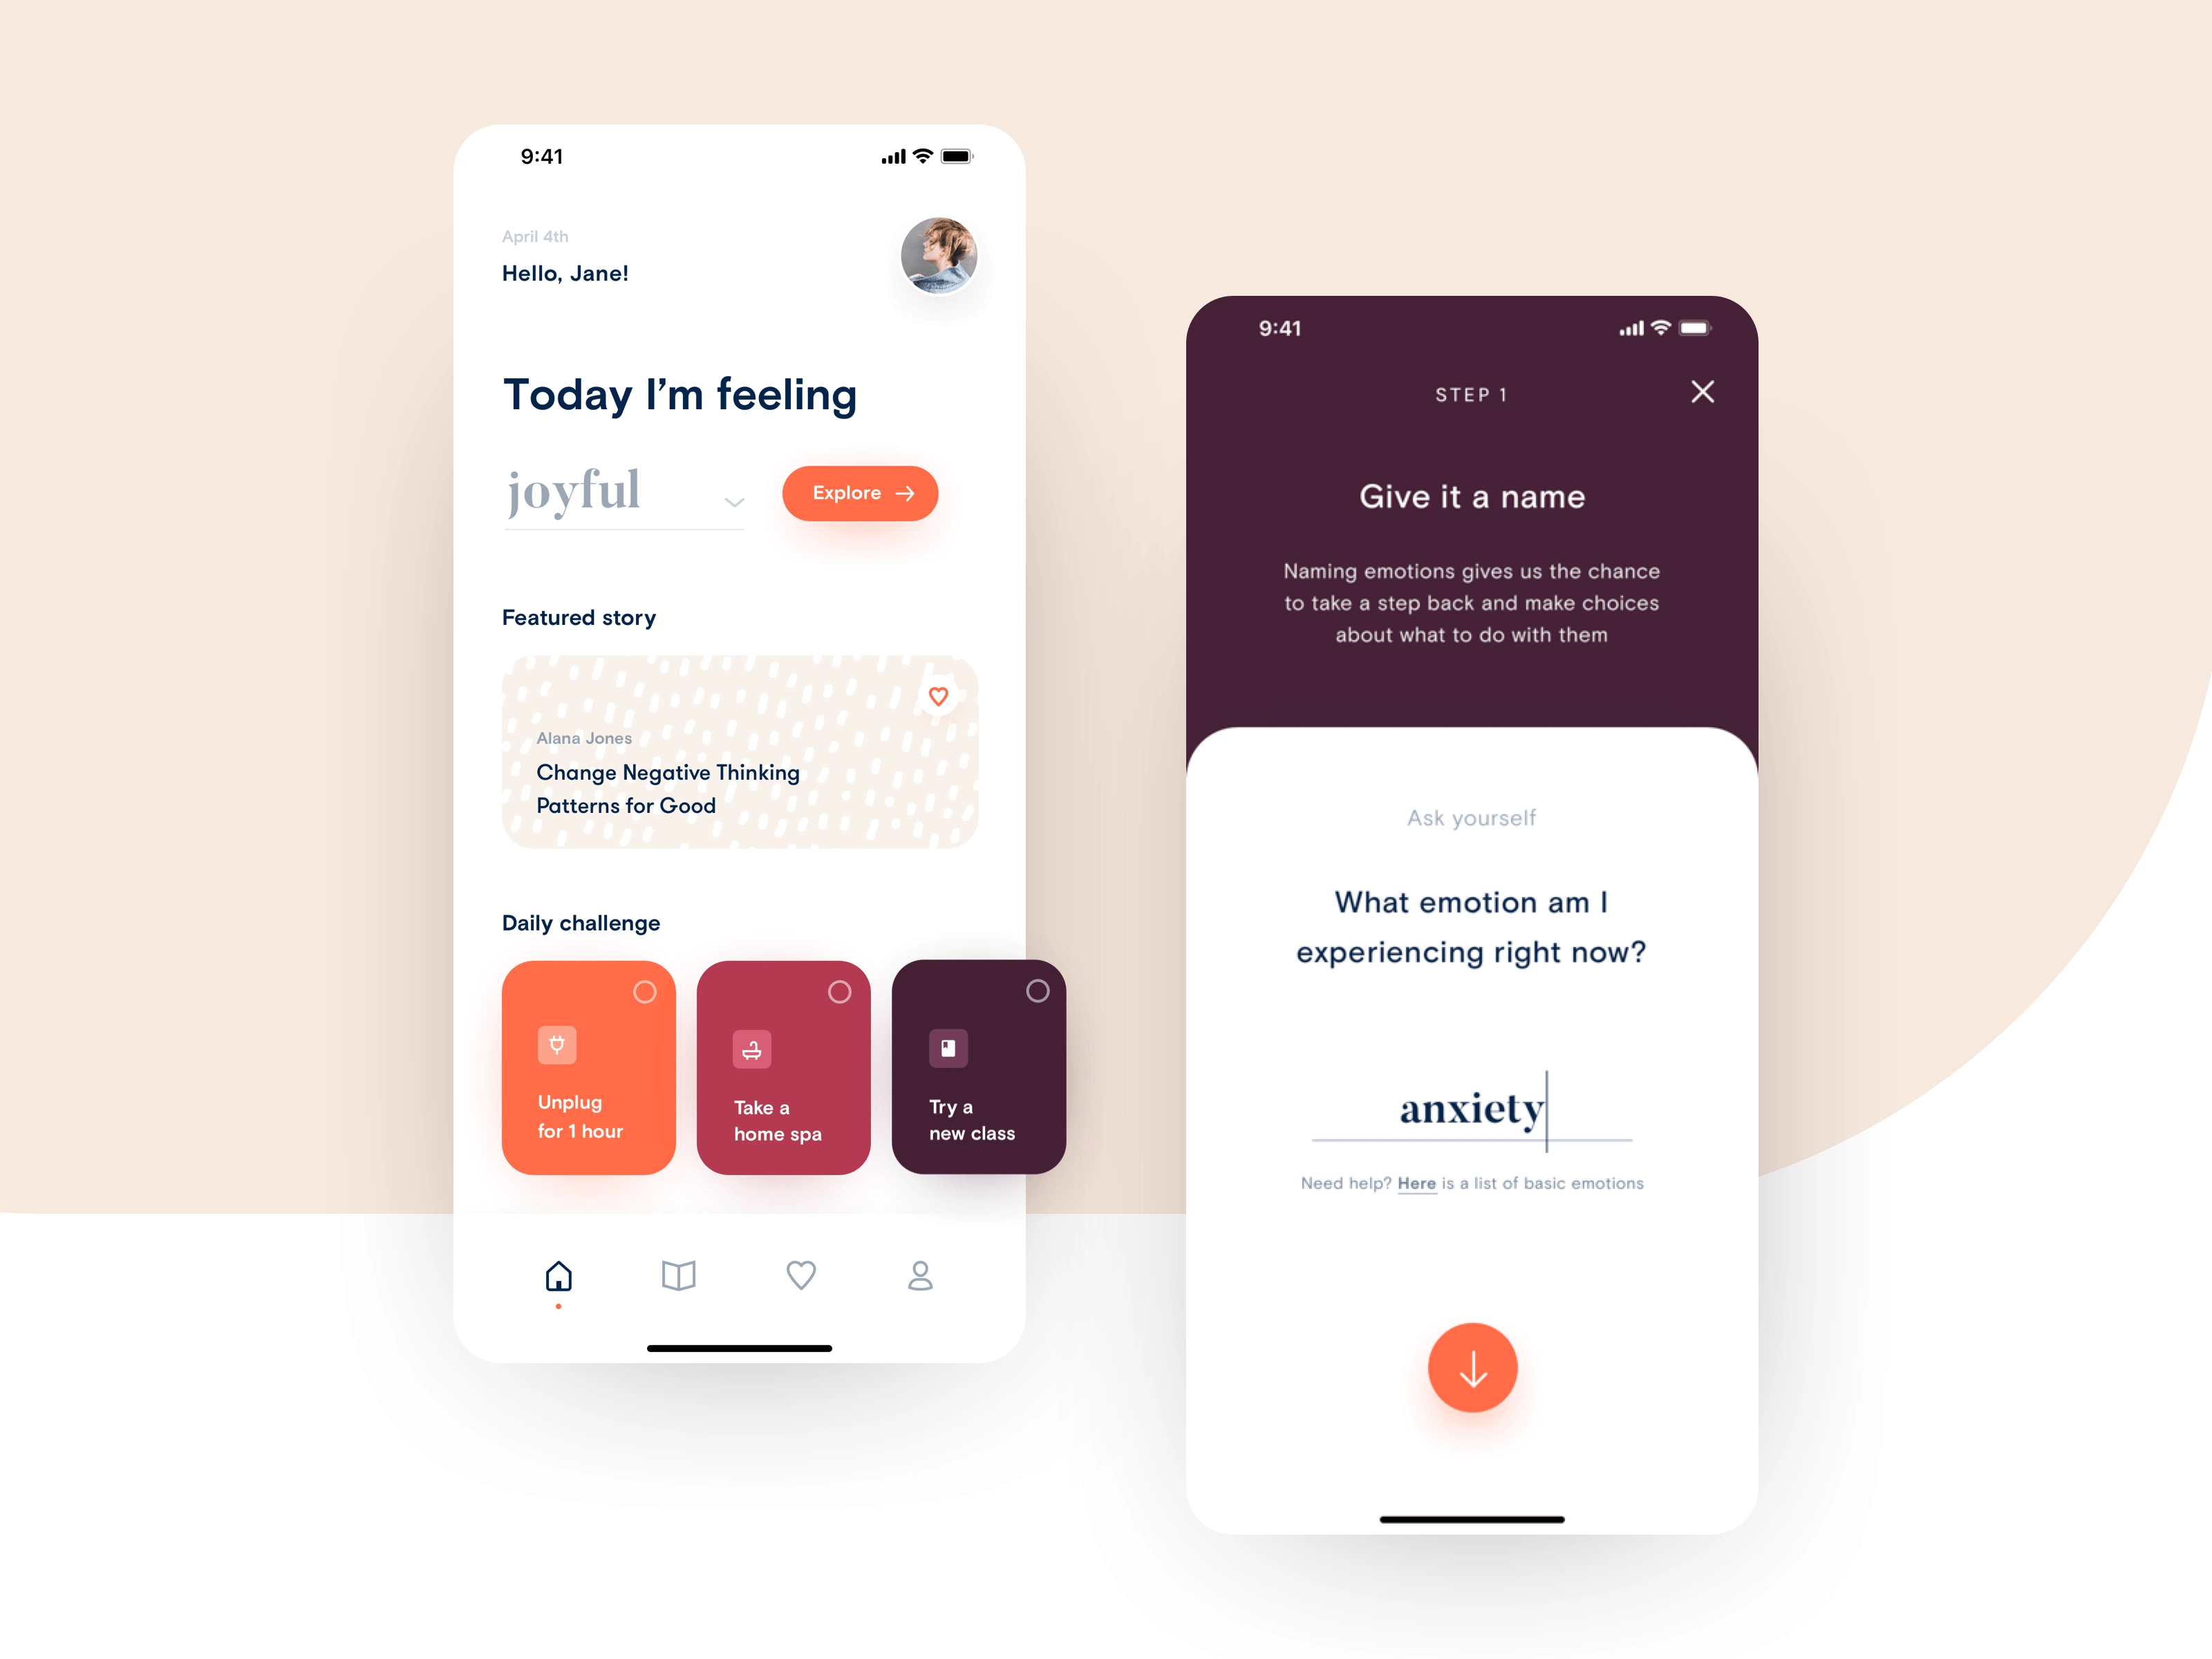 9:41
April 4th
Hello, Jane!
Today I’m feeling
joyful
Explore
Featured story
Alana Jones
Change Negative Thinking
Patterns for Good
Daily challenge
Unplug
for 1 hour
Take a
home spa
Try a
new class
9:41
STEP 1
Give it a name
Naming emotions gives us the chance
to take a step back and make choices
about what to do with them
Ask yourself
What emotion am I
experiencing right now?
anxiety
Need help? Here is a list of basic emotions